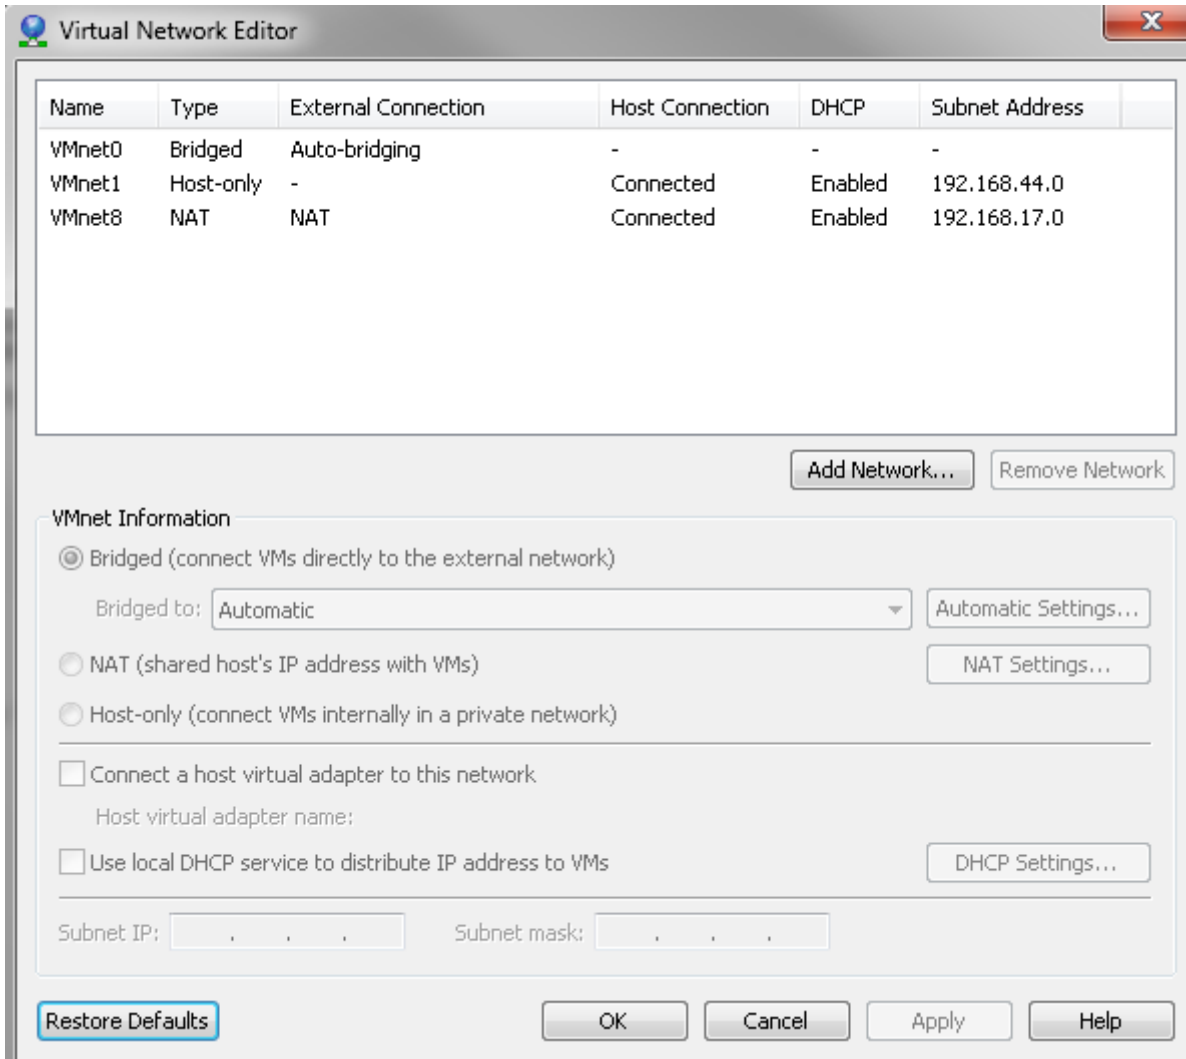 Virtual Network Editor
Name Type External Connection Host Connection DHCP Subnet Address
VMnet0 Bridged Auto-bridging - - -
VMnet1 Host-only - Connected Enabled 192.168.44.0
VMnet8 NAT NAT Connected Enabled 192.168.17.0
Add Network... Remove Network
VMnet Information
Bridged (connect VMs directly to the external network)
Bridged to: Automatic Automatic Settings...
NAT (shared host's IP address with VMs) NAT Settings...
Host-only (connect VMs internally in a private network)
Connect a host virtual adapter to this network
Host virtual adapter name:
Use local DHCP service to distribute IP address to VMs DHCP Settings...
Subnet IP: . . . Subnet mask: . . .
Restore Defaults OK Cancel Apply Help